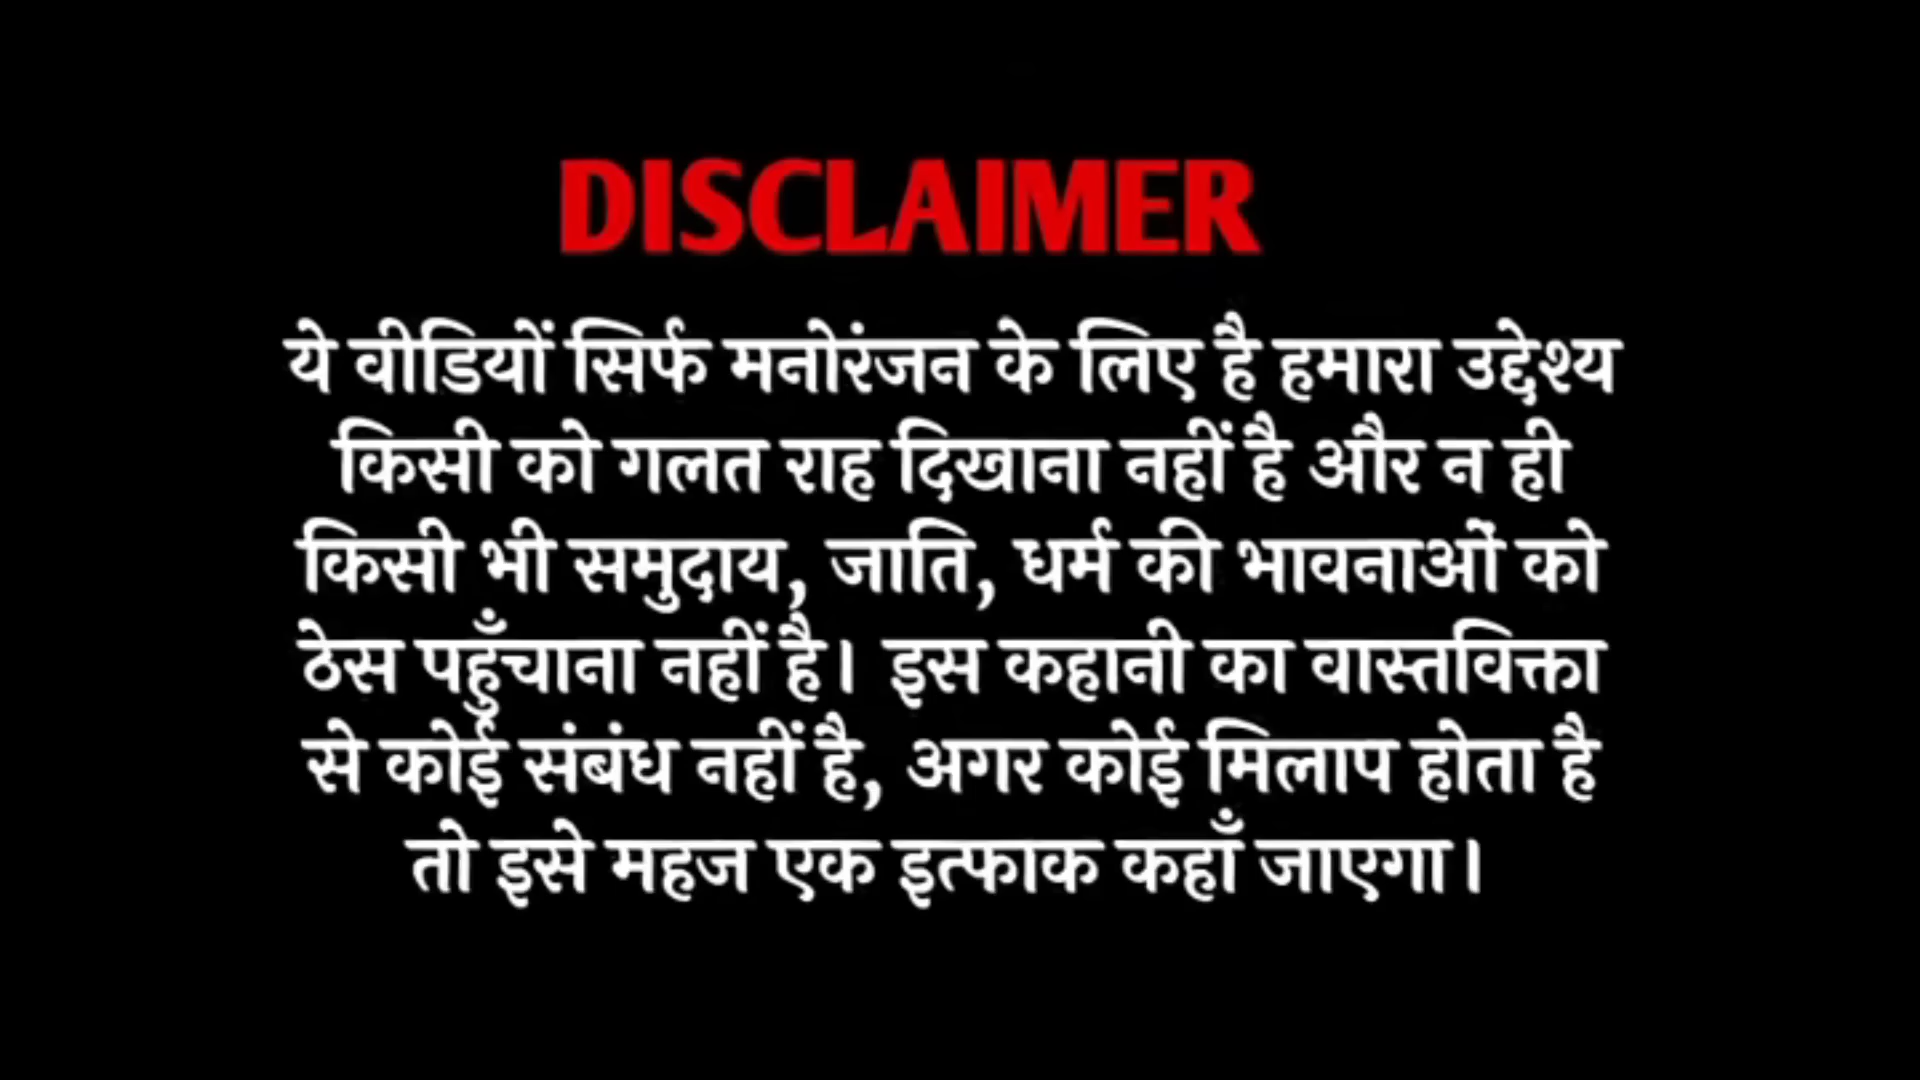 DISCLAIMER
ये वीडियों सिर्फ मनोरंजन के लिए है हमारा उद्देश्य
किसी को गलत राह दिखाना नहीं है और न ही
किसी भी समुदाय, जाति, धर्म की भावनाओं को
ठेस पहुँचाना नहीं है। इस कहानी का वास्तविक्ता
से कोई संबंध नहीं है, अगर कोई मिलाप होता है
तो इसे महज एक इत्फाक कहाँ जाएगा।